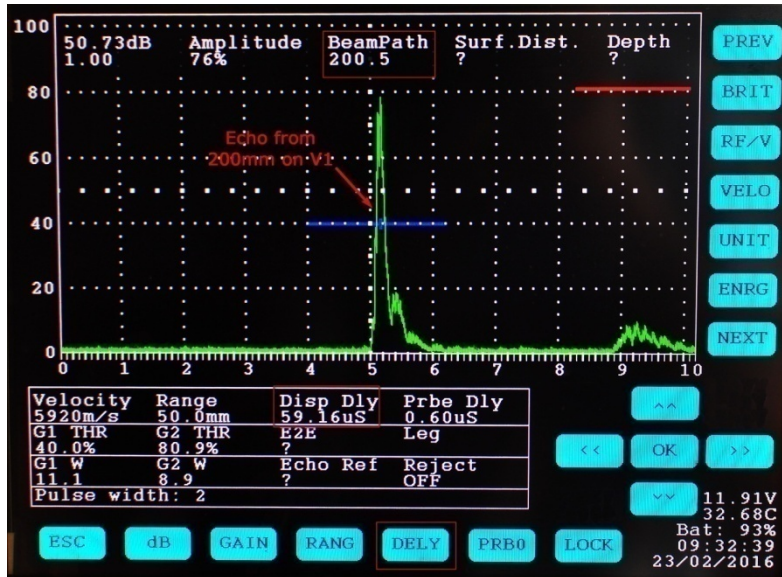 100
50.73dB Amplitude BeamPath Surf.Dist. Depth
1.00 76% 200.5 ? ?
PREV
80
BRIT
Echo from
200mm on V1
60
RF/V
VELO
40
UNIT
20
ENRG
NEXT
0
0 1 2 3 4 5 6 7 8 9 10
Velocity Range Disp Dly Prbe Dly
5920m/s 50.0mm 59.16uS 0.60uS
G1 THR G2 THR E2E Leg
40.0% 80.9% ?
G1 W G2 W Echo Ref Reject
11.1 8.9 ? OFF
Pulse width: 2
^^
<< OK >>
vv
11.91V
32.68C
Bat: 93%
09:32:39
23/02/2016
ESC dB GAIN RANG DELY PRB0 LOCK